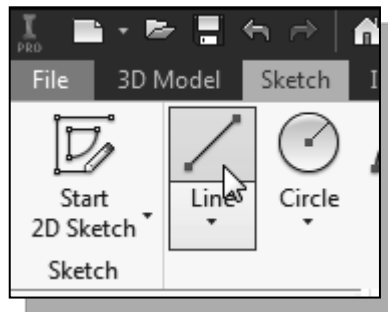 I
PRO
File 3D Model Sketch I
Start
2D Sketch
Line
Circle
Sketch